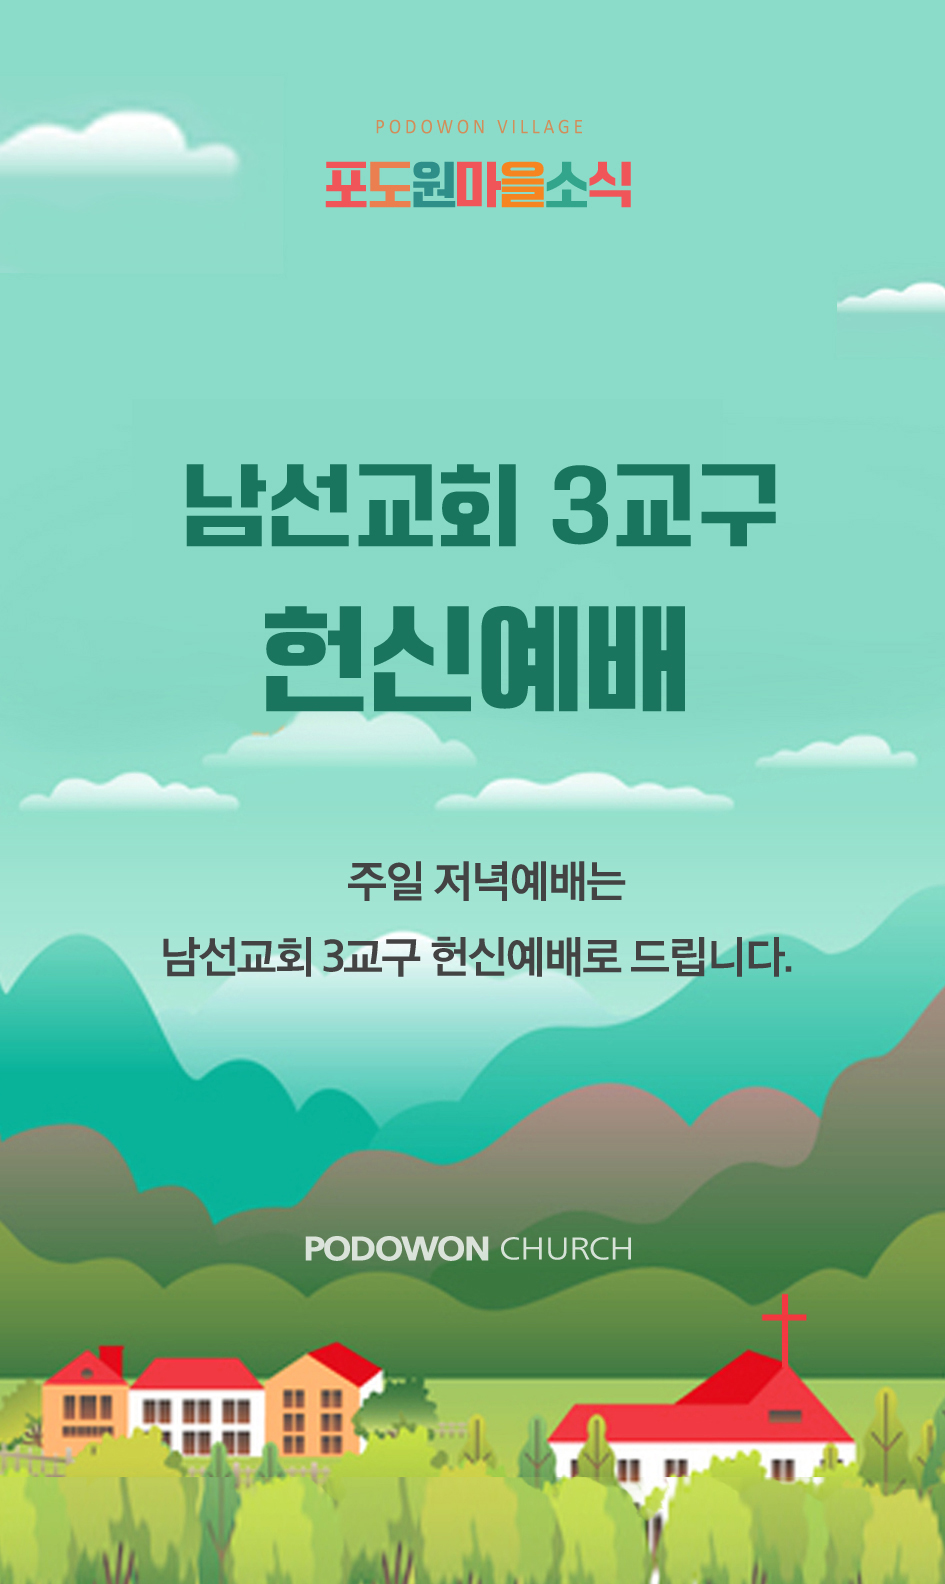 PODOWON VILLAGE
포도원마을소식
남선교회 3교구
헌신예배
주일 저녁예배는
남선교회 3교구 헌신예배로 드립니다.
PODOWON CHURCH